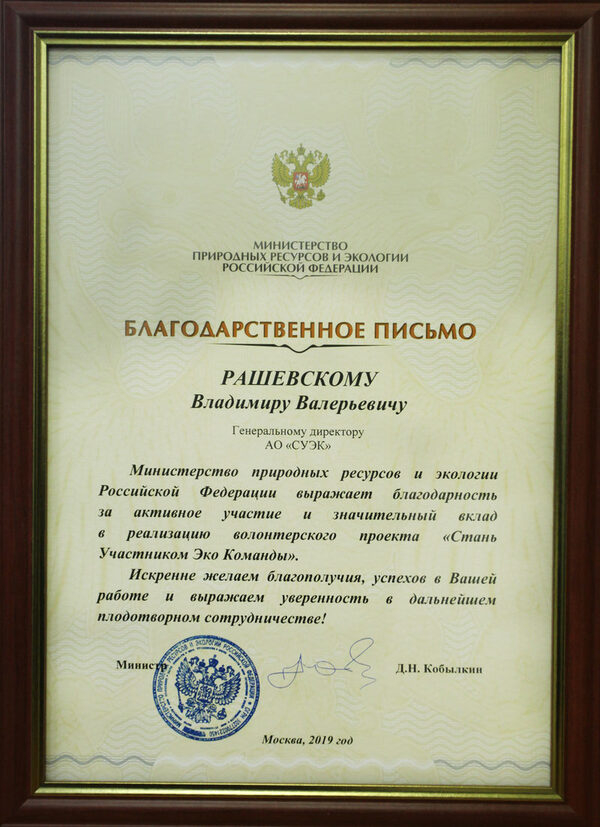 МИНИСТЕРСТВО
ПРИРОДНЫХ РЕСУРСОВ И ЭКОЛОГИИ
РОССИЙСКОЙ ФЕДЕРАЦИИ
БЛАГОДАРСТВЕННОЕ ПИСЬМО
РАШЕВСКОМУ
Владимиру Валерьевичу
Генеральному директору
АО «СУЭК»
Министерство природных ресурсов и экологии
Российской Федерации выражает благодарность
за активное участие и значительный вклад
в реализацию волонтерского проекта «Стань
Участником Эко Команды».
Искренне желаем благополучия, успехов в Вашей
работе и выражаем уверенность в дальнейшем
плодотворном сотрудничестве!
Министр
Д.Н. Кобылкин
Москва, 2019 год